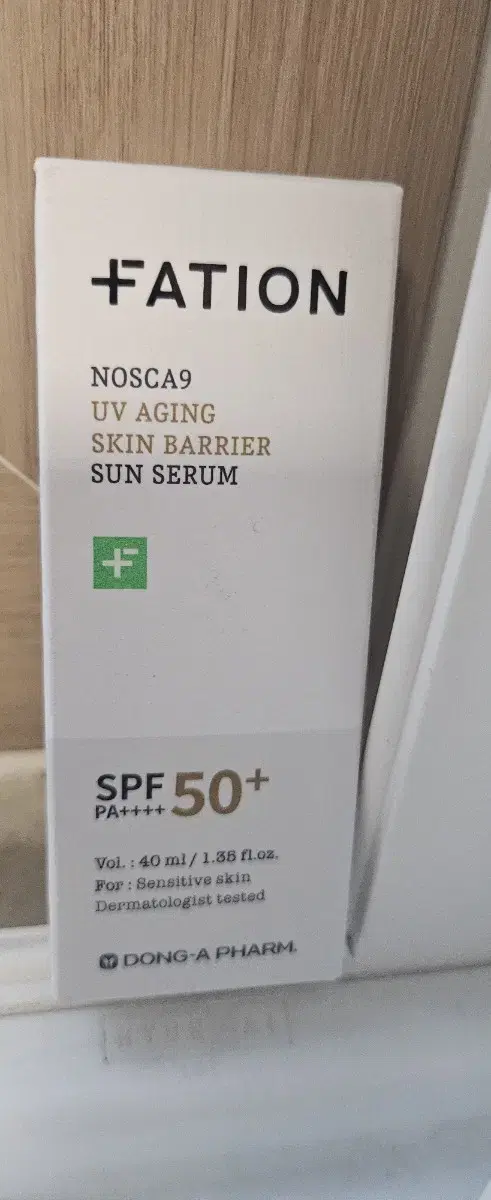 FATION
NOSCA9
UV AGING
SKIN BARRIER
SUN SERUM
SPF 50+
PA++++
Vol. : 40 ml / 1.35 fl.oz.
For : Sensitive skin
Dermatologist tested
DONG-A PHARM.